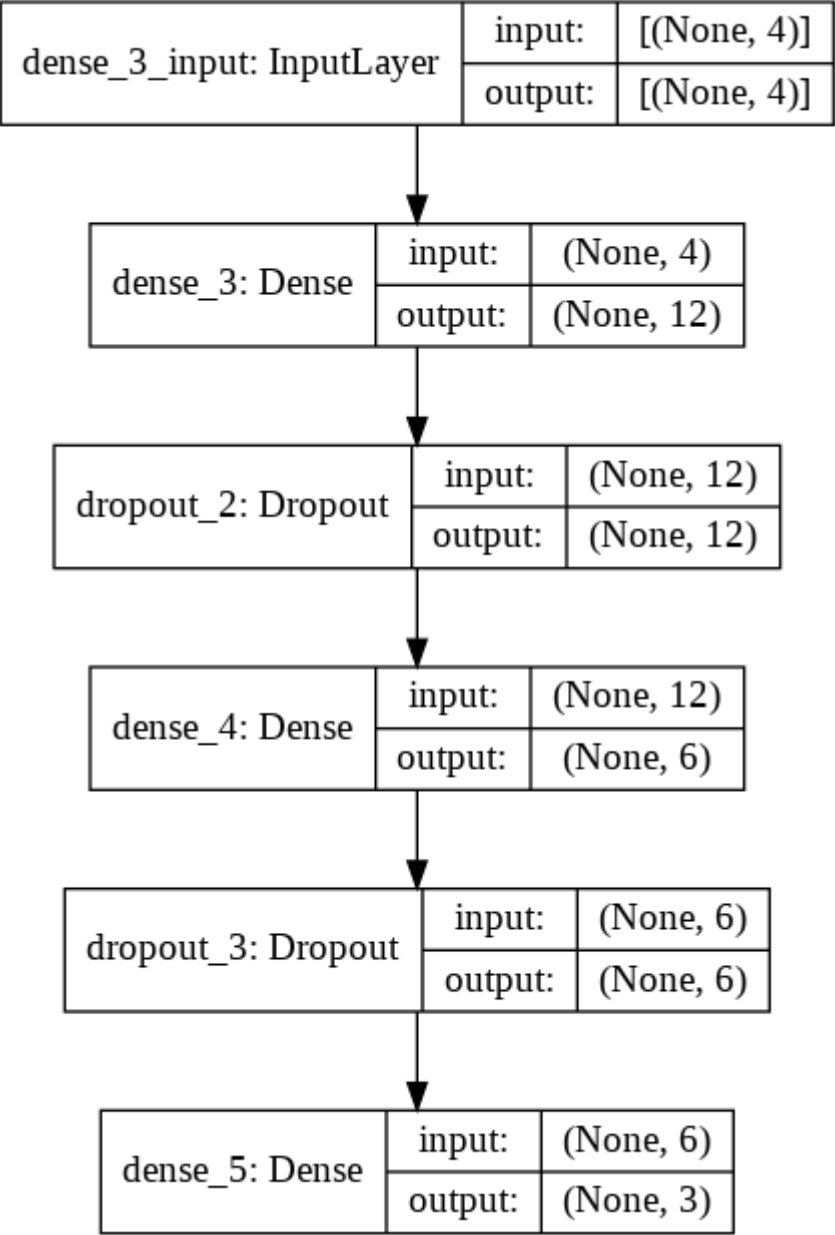 dense_3_input: InputLayer
input: [(None, 4)]
output: [(None, 4)]
dense_3: Dense
input: (None, 4)
output: (None, 12)
dropout_2: Dropout
input: (None, 12)
output: (None, 12)
dense_4: Dense
input: (None, 12)
output: (None, 6)
dropout_3: Dropout
input: (None, 6)
output: (None, 6)
dense_5: Dense
input: (None, 6)
output: (None, 3)